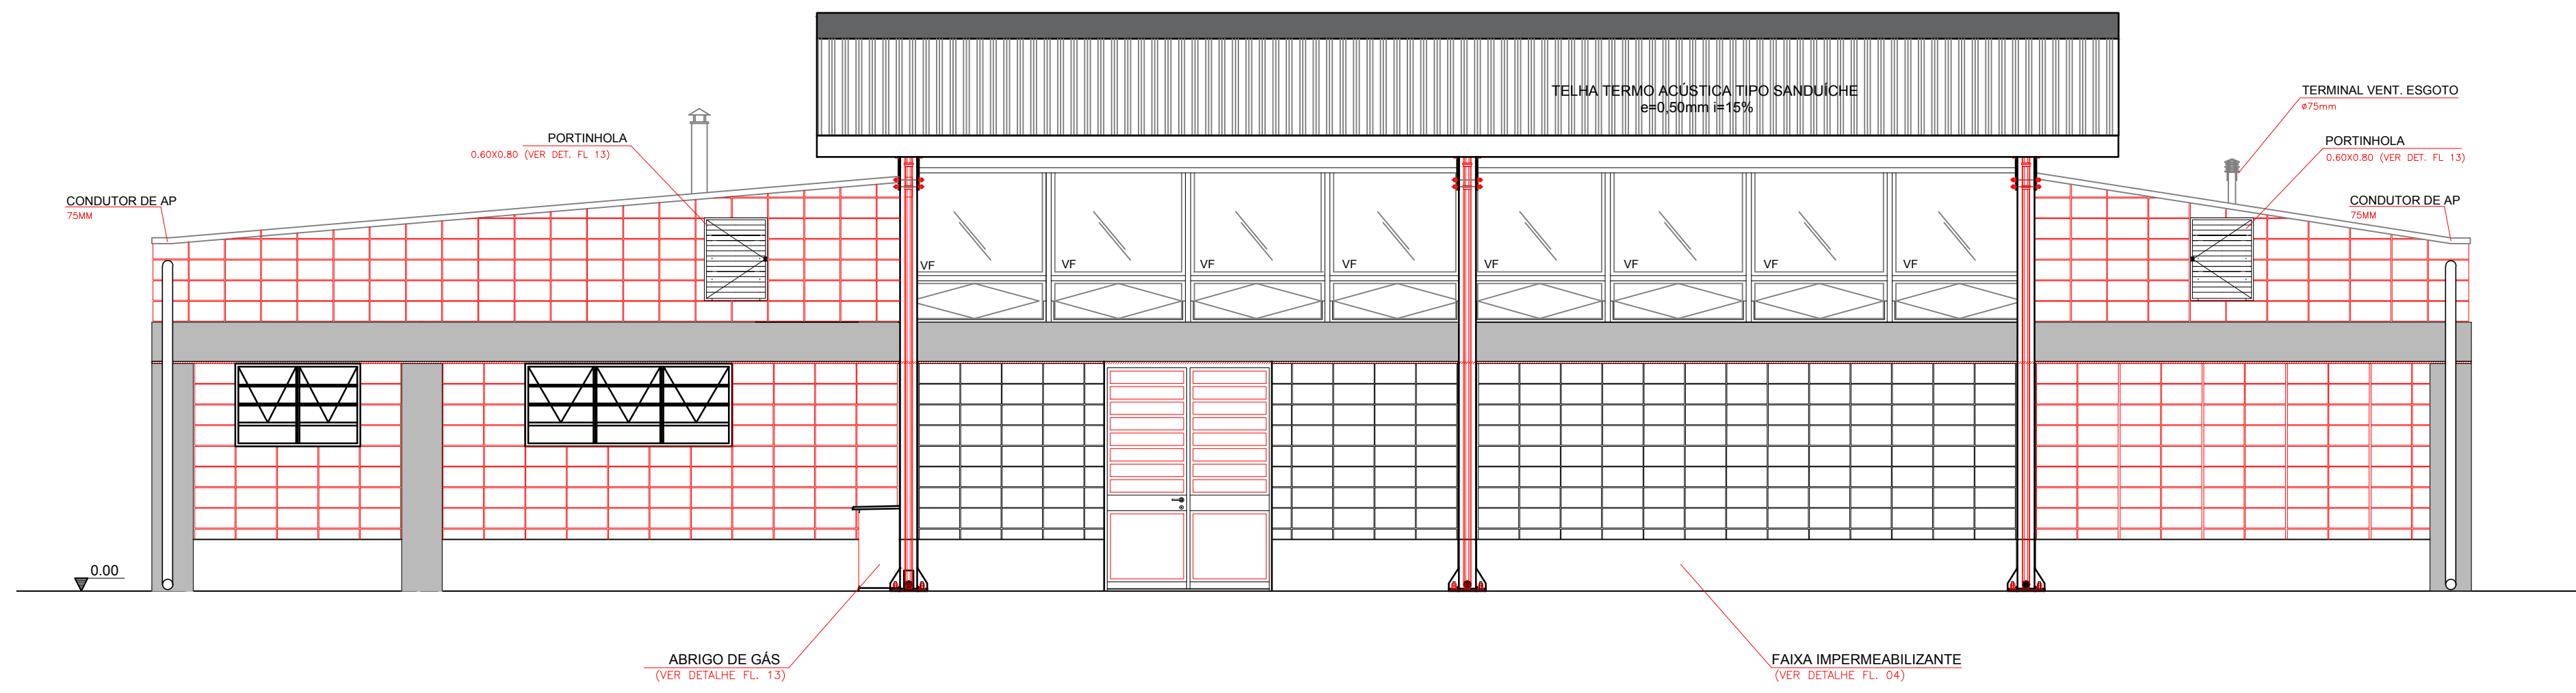 TELHA TERMO ACÚSTICA TIPO SANDUÍCHE
e=0,50mm i=15%
TERMINAL VENT. ESGOTO
ø75mm
PORTINHOLA
0.60X0.80 (VER DET. FL 13)
PORTINHOLA
0.60X0.80 (VER DET. FL 13)
CONDUTOR DE AP
75MM
CONDUTOR DE AP
75MM
VF
VF
VF
VF
VF
VF
VF
VF
0.00
ABRIGO DE GÁS
(VER DETALHE FL. 13)
FAIXA IMPERMEABILIZANTE
(VER DETALHE FL. 04)